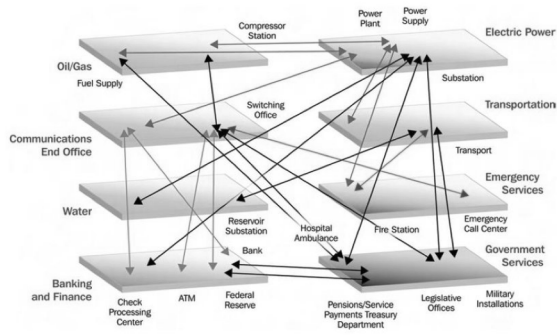 Compressor
Station
Power
Plant
Power
Supply
Electric Power
Oil/Gas
Fuel Supply
Substation
Switching
Office
Transportation
Communications
End Office
Transport
Emergency
Services
Water
Reservoir
Substation
Hospital
Ambulance
Fire Station
Emergency
Call Center
Bank
Government
Services
Banking
and Finance
Check
Processing
Center
ATM
Federal
Reserve
Pensions/Service
Payments Treasury
Department
Legislative
Offices
Military
Installations